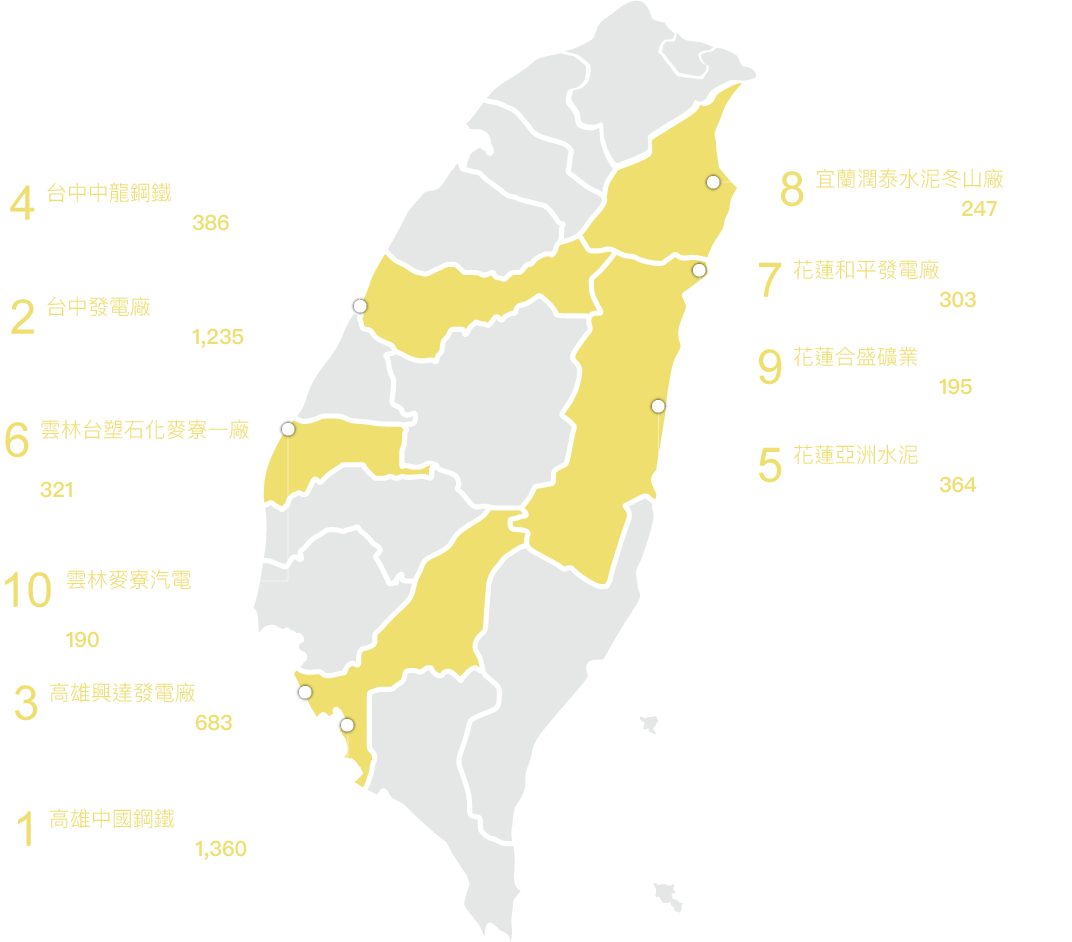 4 台中中龍鋼鐵
386
2 台中發電廠
1,235
6 雲林台塑石化麥寮一廠
321
10 雲林麥寮汽電
190
3 高雄興達發電廠
683
1 高雄中國鋼鐵
1,360
8 宜蘭潤泰水泥冬山廠
247
7 花蓮和平發電廠
303
9 花蓮合盛礦業
195
5 花蓮亞洲水泥
364